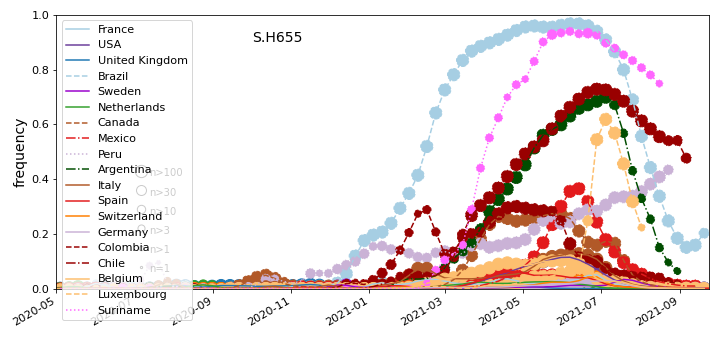 S.H655
frequency
1.0
0.8
0.6
0.4
0.2
0.0
France
USA
United Kingdom
Brazil
Sweden
Netherlands
Canada
Mexico
Peru
Argentina
Italy
Spain
Switzerland
Germany
Colombia
Chile
Belgium
Luxembourg
Suriname
n>100
n>30
n>10
n>3
n>1
n=1
2020-05
2020-09
2020-11
2021-01
2021-03
2021-05
2021-07
2021-09